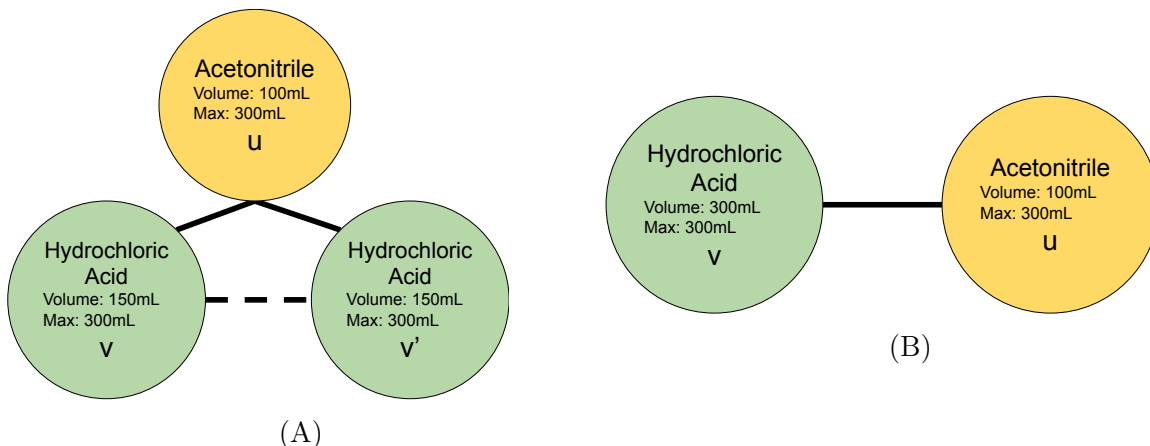 Acetonitrile
Volume: 100mL
Max: 300mL
u
Hydrochloric
Acid
Volume: 150mL
Max: 300mL
v
Hydrochloric
Acid
Volume: 150mL
Max: 300mL
v'
(A)
Hydrochloric
Acid
Volume: 300mL
Max: 300mL
v
Acetonitrile
Volume: 100mL
Max: 300mL
u
(B)